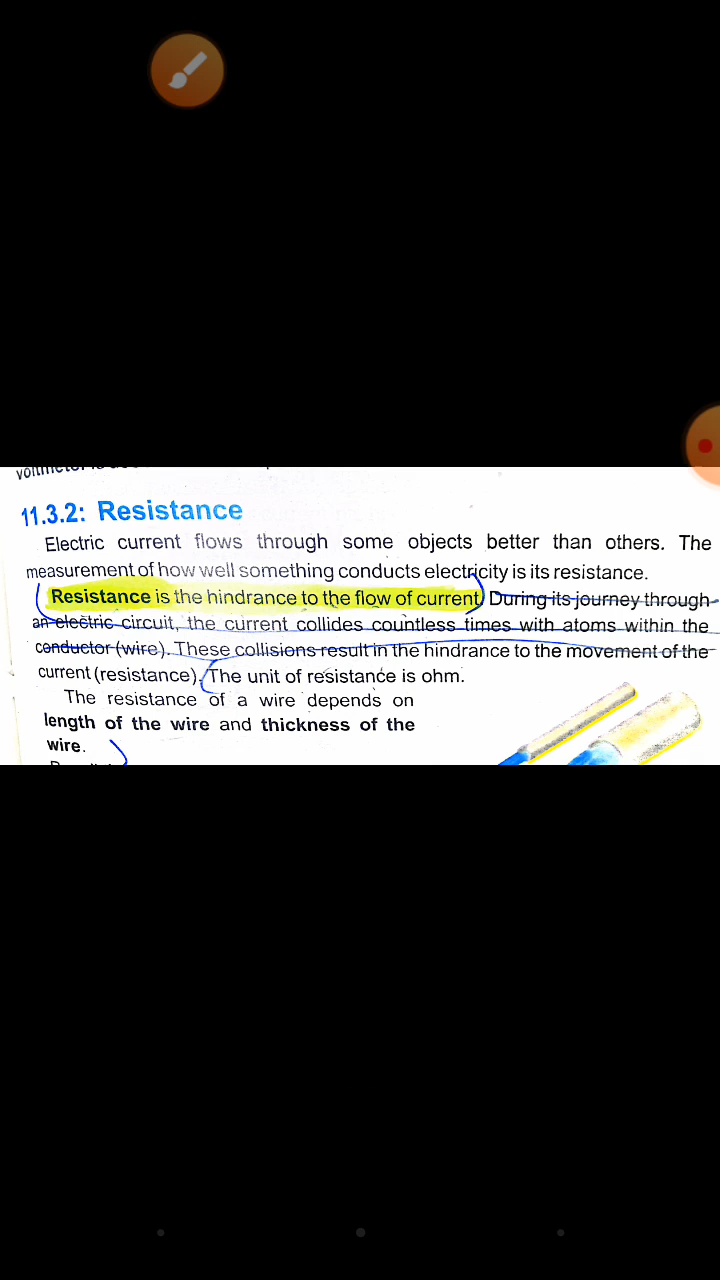 11.3.2: Resistance
Electric current flows through some objects better than others. The
measurement of how well something conducts electricity is its resistance.
Resistance is the hindrance to the flow of current. During its journey through
an electric circuit, the current collides countless times with atoms within the
conductor (wire). These collisions result in the hindrance to the movement of the
current (resistance). The unit of resistance is ohm.
The resistance of a wire depends on
length of the wire and thickness of the
wire.